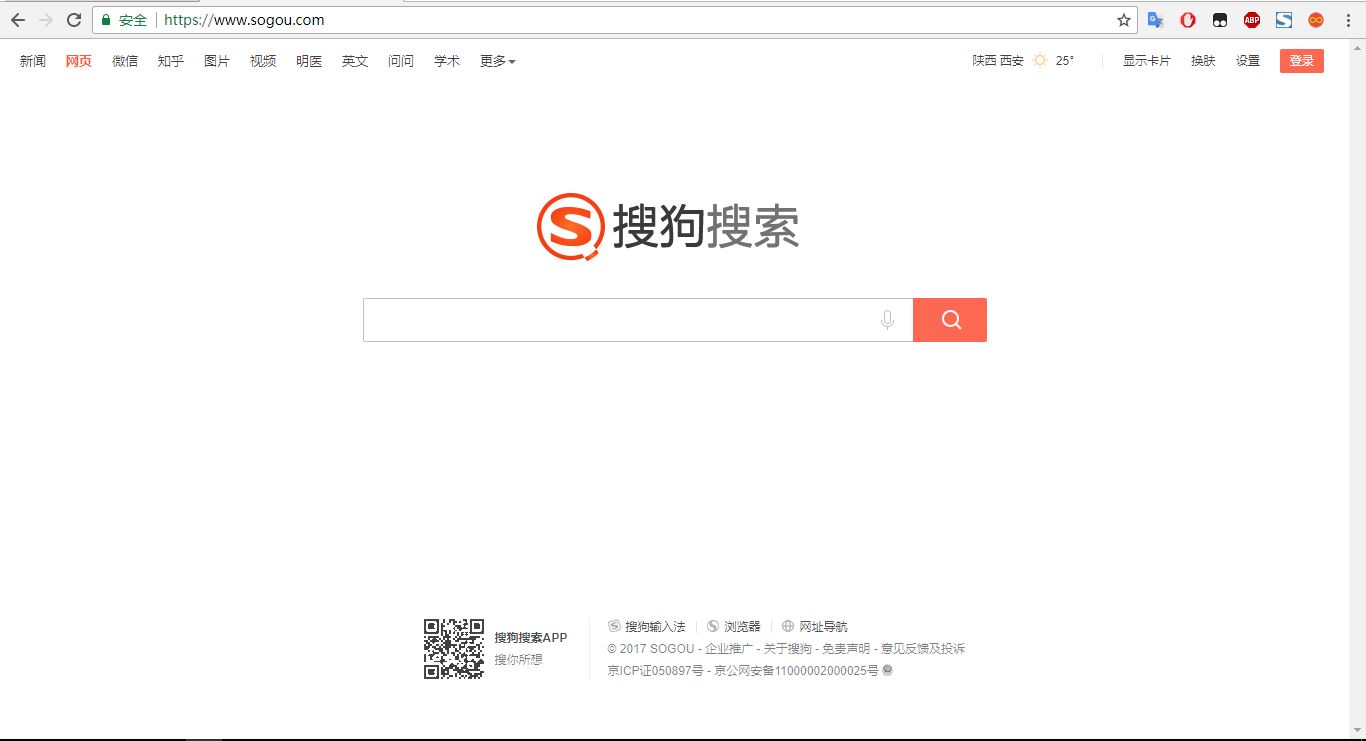 安全 https://www.sogou.com
ABP
新闻 网页 微信 知乎 图片 视频 明医 英文 问问 学术 更多 陕西 西安 25° 显示卡片 换肤 设置 登录
搜狗搜索
搜狗搜索APP
搜你所想
搜狗输入法 浏览器 网址导航
© 2017 SOGOU - 企业推广 - 关于搜狗 - 免责声明 - 意见反馈及投诉
京ICP证050897号 - 京公网安备11000002000025号